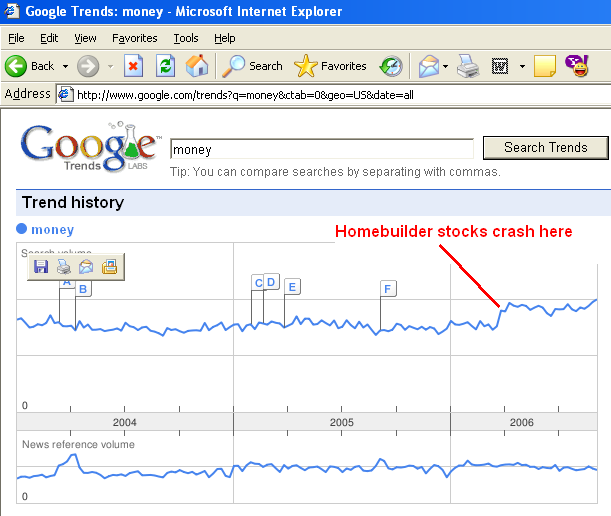 Google Trends: money - Microsoft Internet Explorer
File Edit View Favorites Tools Help
Back Search Favorites W Y!
Address http://www.google.com/trends?q=money&ctab=0&geo=US&date=all
Google™ Trends LABS
money
Search Trends
Tip: You can compare searches by separating with commas.
Trend history
money
Homebuilder stocks crash here
Search volume
A B C D E F
0
2004 2005 2006
News reference volume
0